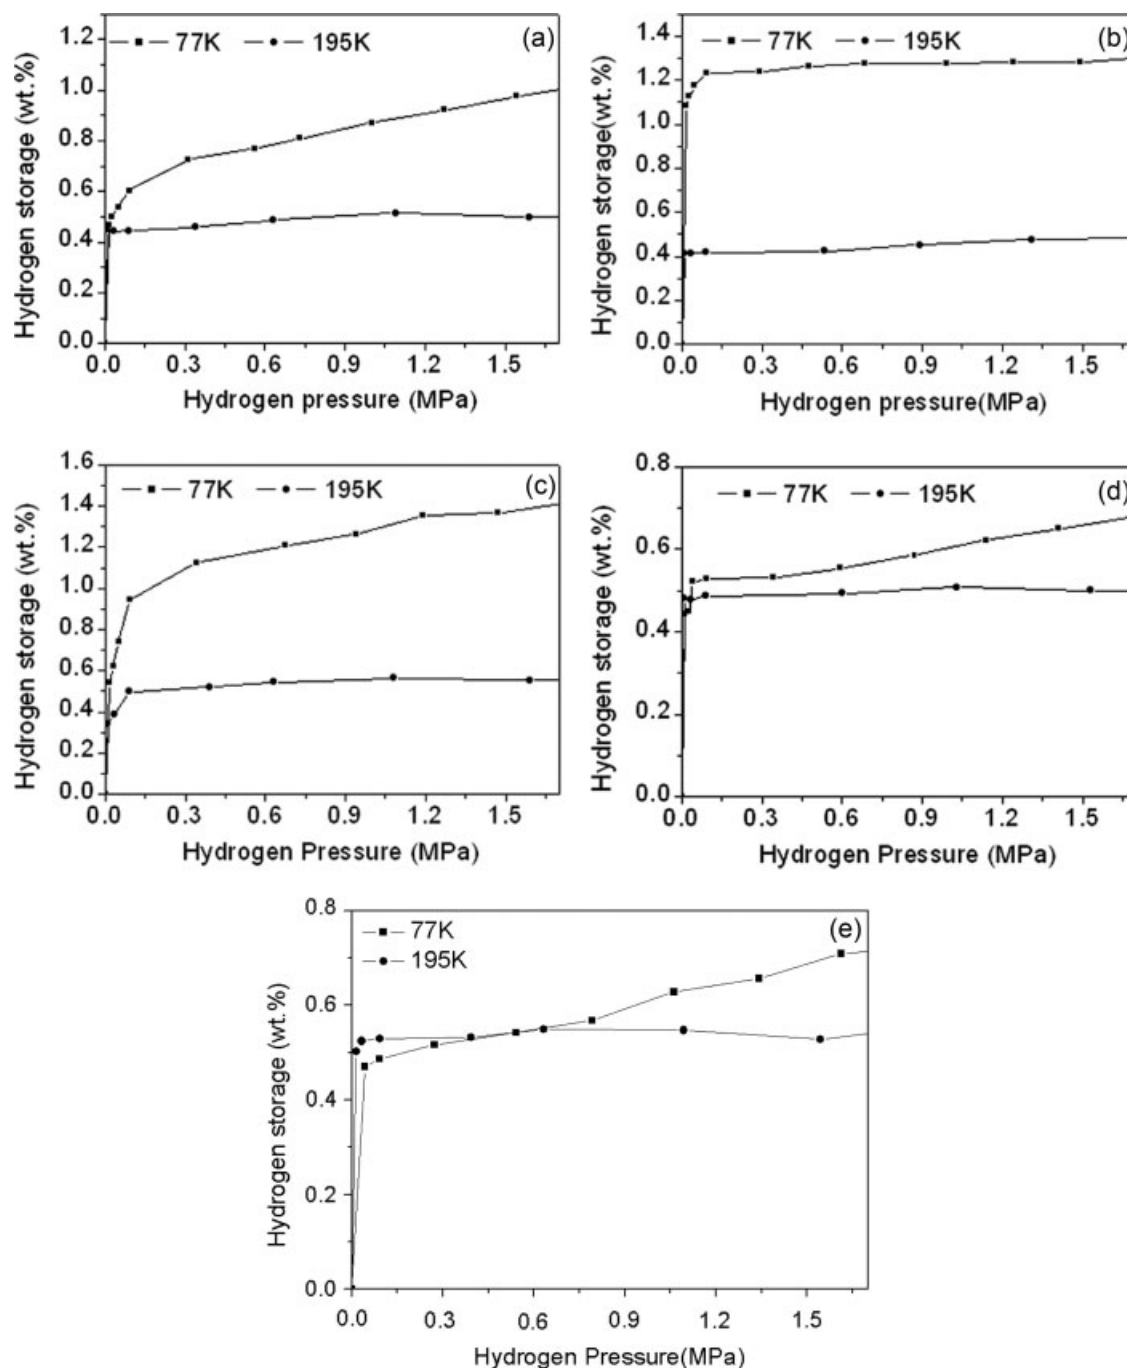 77K 195K (a)
1.2
1.0
0.8
0.6
0.4
0.2
0.0
Hydrogen storage (wt.%)
0.0 0.3 0.6 0.9 1.2 1.5
Hydrogen pressure (MPa)
77K 195K (b)
1.4
1.2
1.0
0.8
0.6
0.4
0.2
0.0
Hydrogen storage(wt.%)
0.0 0.3 0.6 0.9 1.2 1.5
Hydrogen pressure(MPa)
77K 195K (c)
1.6
1.4
1.2
1.0
0.8
0.6
0.4
0.2
0.0
Hydrogen storage (wt.%)
0.0 0.3 0.6 0.9 1.2 1.5
Hydrogen Pressure (MPa)
77K 195K (d)
0.8
0.6
0.4
0.2
0.0
Hydrogen storage (wt.%)
0.0 0.3 0.6 0.9 1.2 1.5
Hydrogen Pressure (MPa)
77K (e)
195K
0.8
0.6
0.4
0.2
0.0
Hydrogen storage (wt.%)
0.0 0.3 0.6 0.9 1.2 1.5
Hydrogen Pressure(MPa)